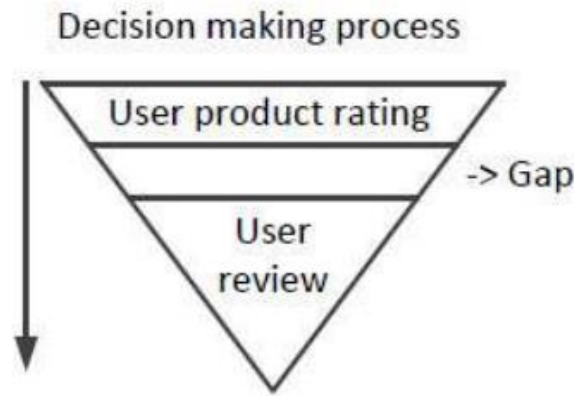 Decision making process
User product rating
-> Gap
User
review